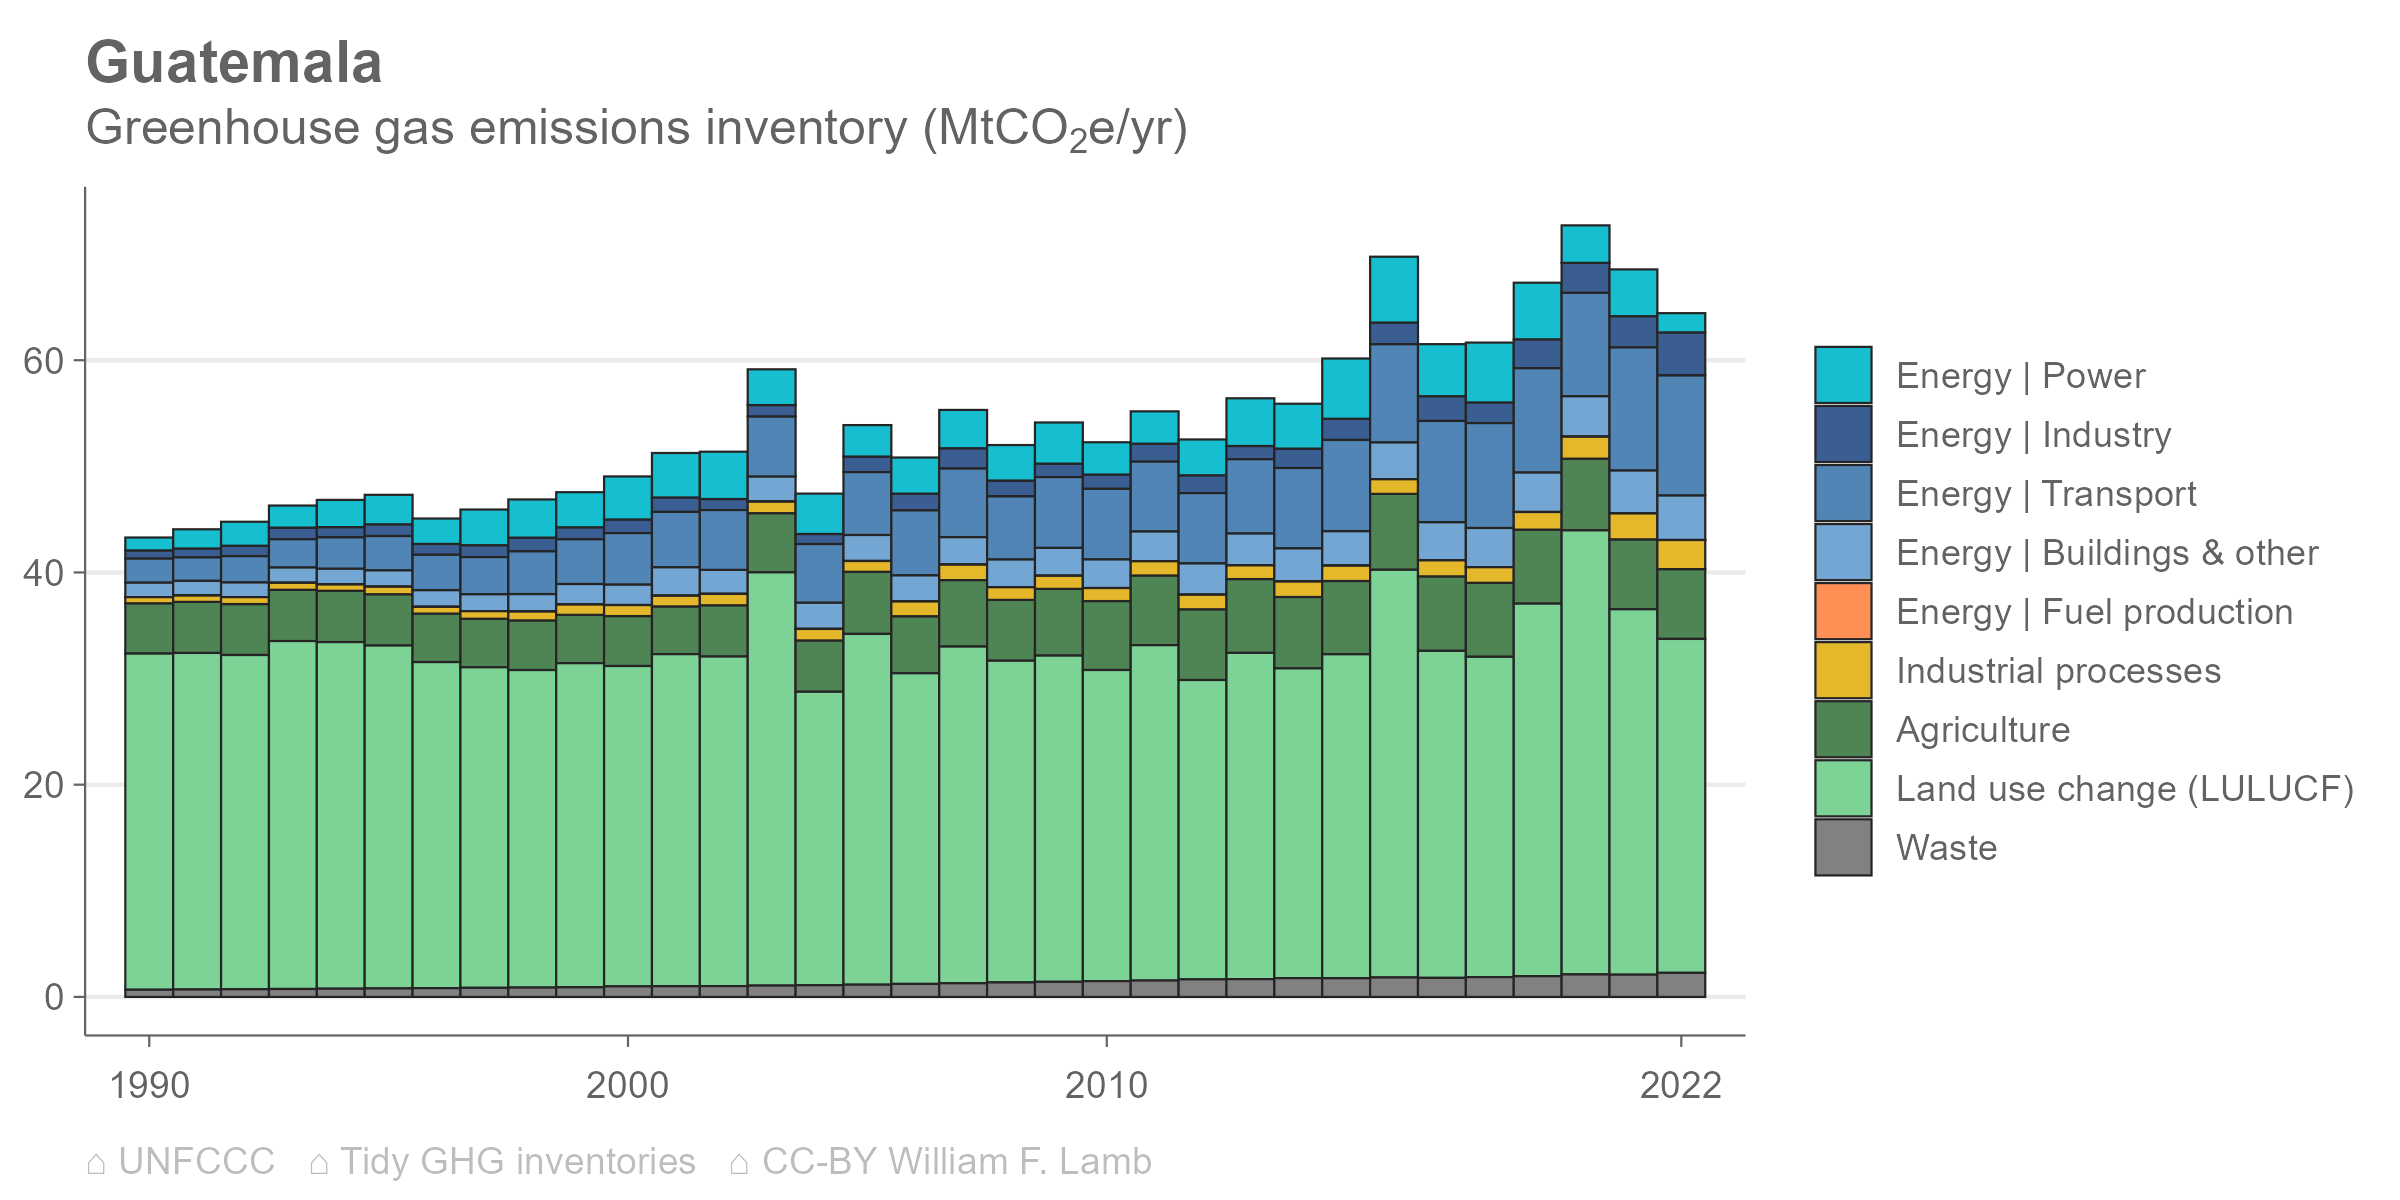 Guatemala
Greenhouse gas emissions inventory (MtCO₂e/yr)
60
40
20
0
1990 2000 2010 2022
Energy | Power
Energy | Industry
Energy | Transport
Energy | Buildings & other
Energy | Fuel production
Industrial processes
Agriculture
Land use change (LULUCF)
Waste
⌂ UNFCCC ⌂ Tidy GHG inventories ⌂ CC-BY William F. Lamb